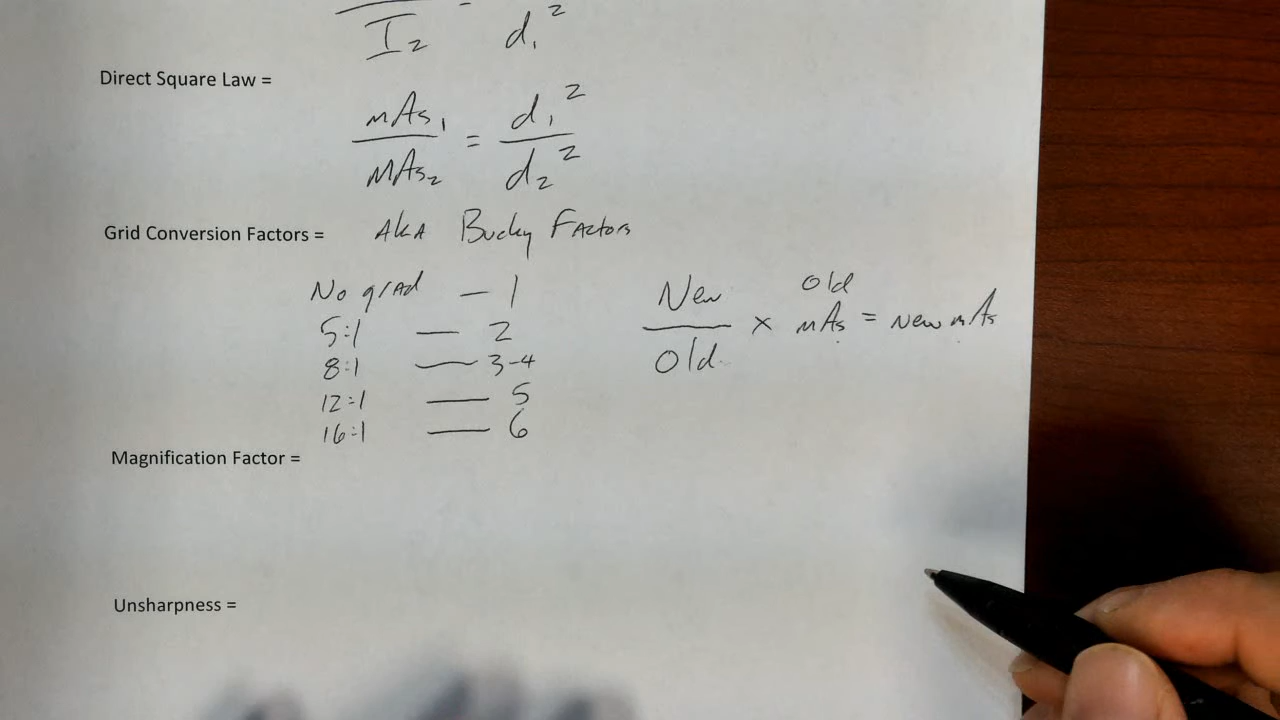 I₂ d₁²
Direct Square Law =
mAs₁ = d₁²
mAs₂ d₂²
Grid Conversion Factors = AKA Bucky Factors
No grad — 1
5:1 — 2
8:1 — 3-4
12:1 — 5
16:1 — 6
New
Old
× old mAs = New mAs
Magnification Factor =
Unsharpness =